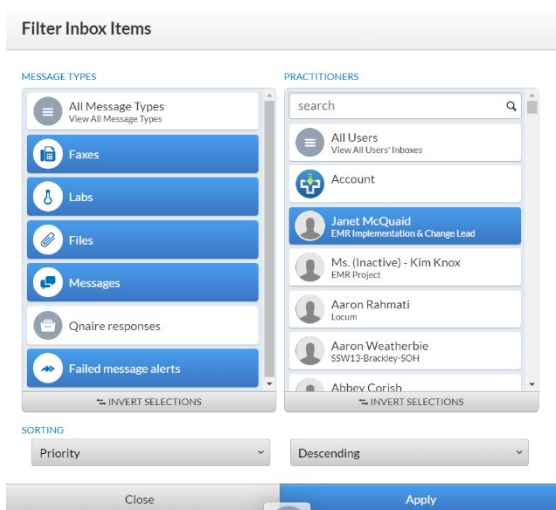 Filter Inbox Items
MESSAGE TYPES
All Message Types
View All Message Types
Faxes
Labs
Files
Messages
Qnaire responses
Failed message alerts
INVERT SELECTIONS
PRACTITIONERS
search
All Users
View All Users' Inboxes
Account
Janet McQuaid
EMR Implementation & Change Lead
Ms. (Inactive) - Kim Knox
EMR Project
Aaron Rahmati
Locum
Aaron Weatherbie
SSW13-Brackley-SOH
Abbey Corish
INVERT SELECTIONS
SORTING
Priority
Descending
Close
Apply